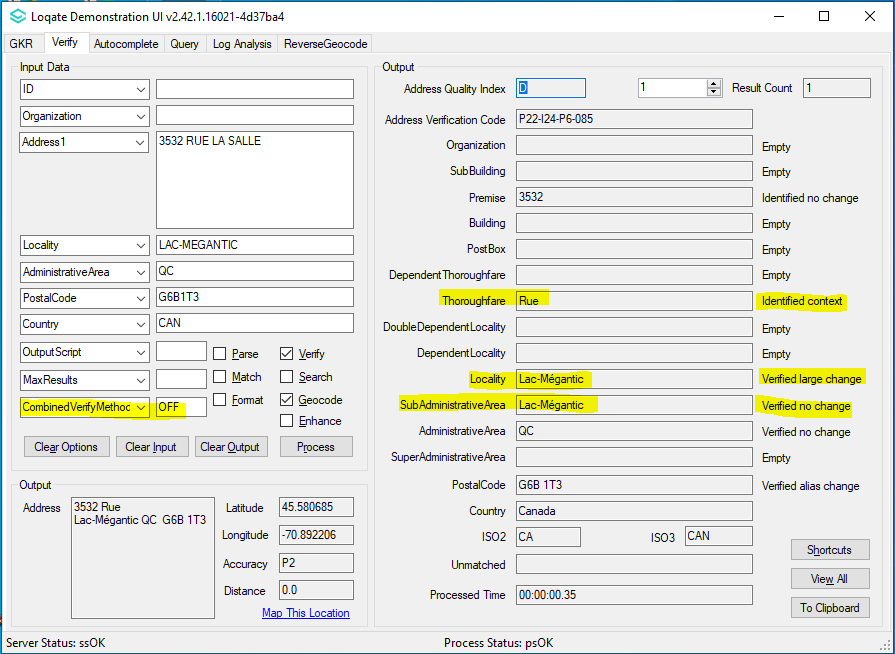 Loqate Demonstration UI v2.42.1.16021-4d37ba4
GKR Verify Autocomplete Query Log Analysis ReverseGeocode
Input Data
ID
Organization
Address1 3532 RUE LA SALLE
Locality LAC-MEGANTIC
AdministrativeArea QC
PostalCode G6B1T3
Country CAN
OutputScript Parse Verify
MaxResults Match Search
CombinedVerifyMethod OFF Format Geocode
Enhance
Clear Options Clear Input Clear Output Process
Output
Address 3532 Rue
Lac-Mégantic QC G6B 1T3
Latitude 45.580685
Longitude -70.892206
Accuracy P2
Distance 0.0
Map This Location
Output
Address Quality Index D 1 Result Count 1
Address Verification Code P22-I24-P6-085
Organization Empty
SubBuilding Empty
Premise 3532 Identified no change
Building Empty
PostBox Empty
DependentThoroughfare Empty
Thoroughfare Rue Identified context
DoubleDependentLocality Empty
DependentLocality Empty
Locality Lac-Mégantic Verified large change
SubAdministrativeArea Lac-Mégantic Verified no change
AdministrativeArea QC Verified no change
SuperAdministrativeArea Empty
PostalCode G6B 1T3 Verified alias change
Country Canada
ISO2 CA ISO3 CAN
Unmatched
Processed Time 00:00:00.35
Shortcuts
View All
To Clipboard
Server Status: ssOK Process Status: psOK